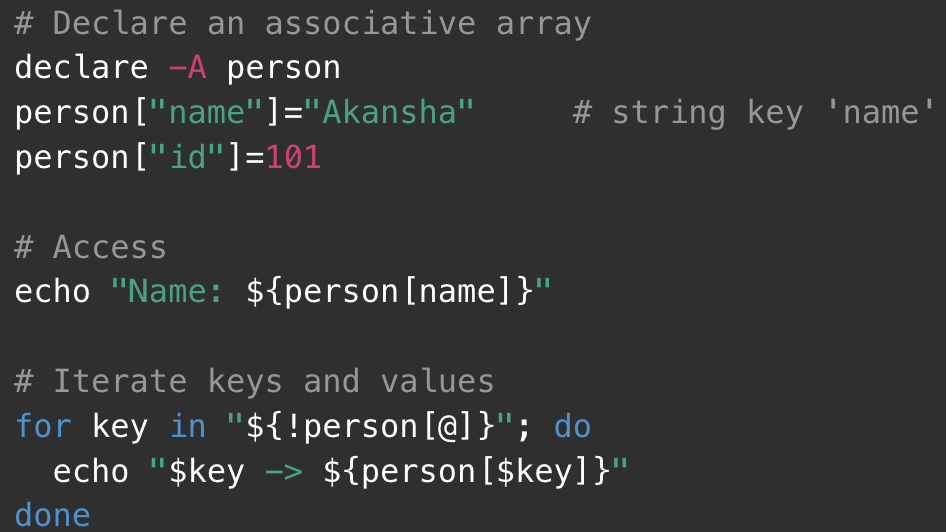 # Declare an associative array
declare -A person
person["name"]="Akansha"     # string key 'name'
person["id"]=101

# Access
echo "Name: ${person[name]}"

# Iterate keys and values
for key in "${!person[@]}"; do
  echo "$key -> ${person[$key]}"
done